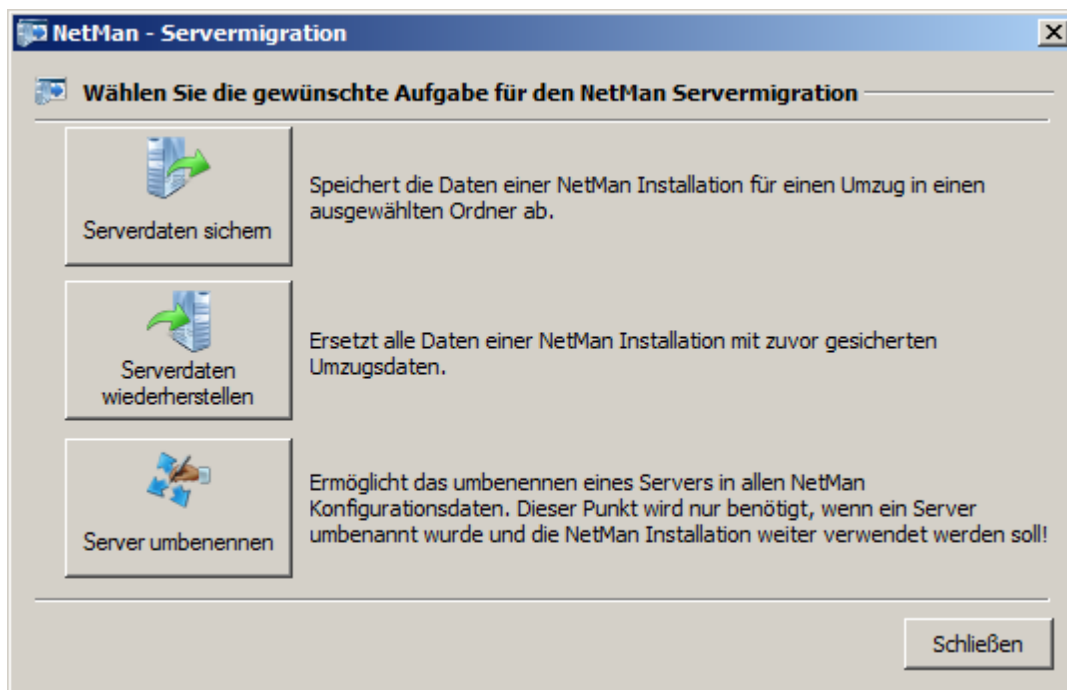 NetMan - Servermigration
Wählen Sie die gewünschte Aufgabe für den NetMan Servermigration
Serverdaten sichern
Speichert die Daten einer NetMan Installation für einen Umzug in einen
ausgewählten Ordner ab.
Serverdaten
wiederherstellen
Ersetzt alle Daten einer NetMan Installation mit zuvor gesicherten
Umzugsdaten.
Server umbenennen
Ermöglicht das umbenennen eines Servers in allen NetMan
Konfigurationsdaten. Dieser Punkt wird nur benötigt, wenn ein Server
umbenannt wurde und die NetMan Installation weiter verwendet werden soll!
Schließen